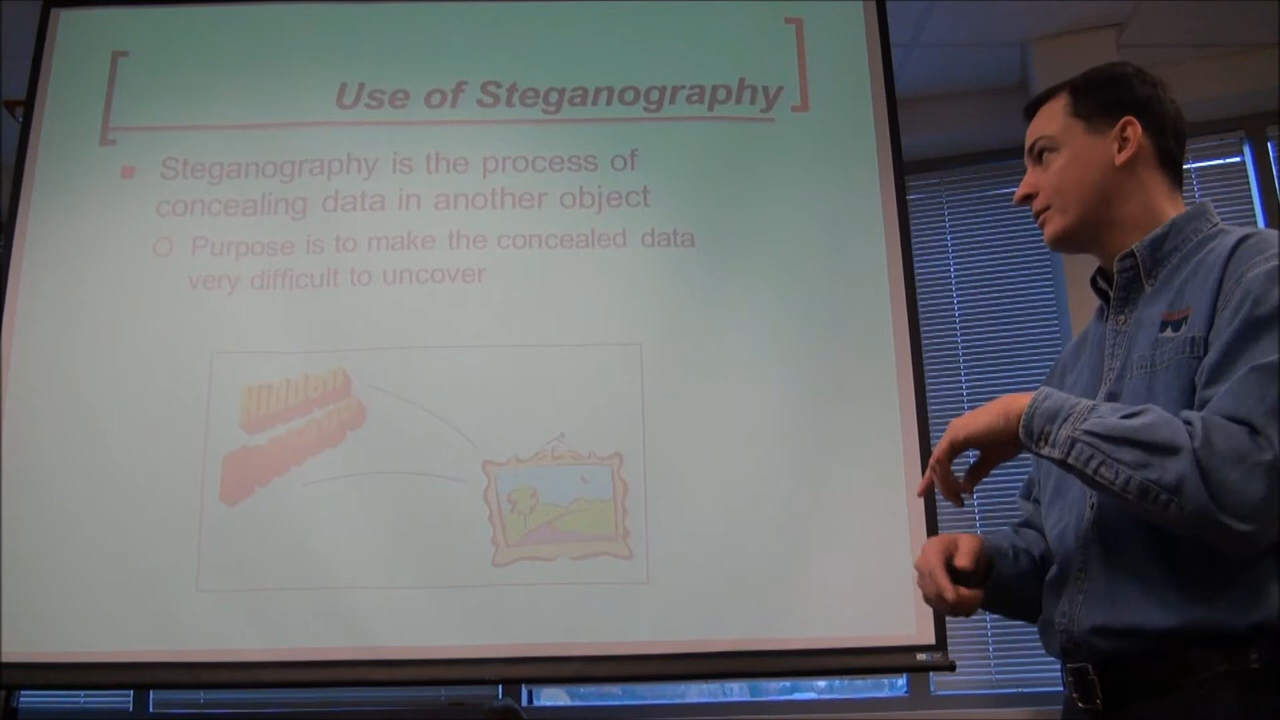 Use of Steganography
Steganography is the process of
concealing data in another object
Purpose is to make the concealed data
very difficult to uncover
Hidden